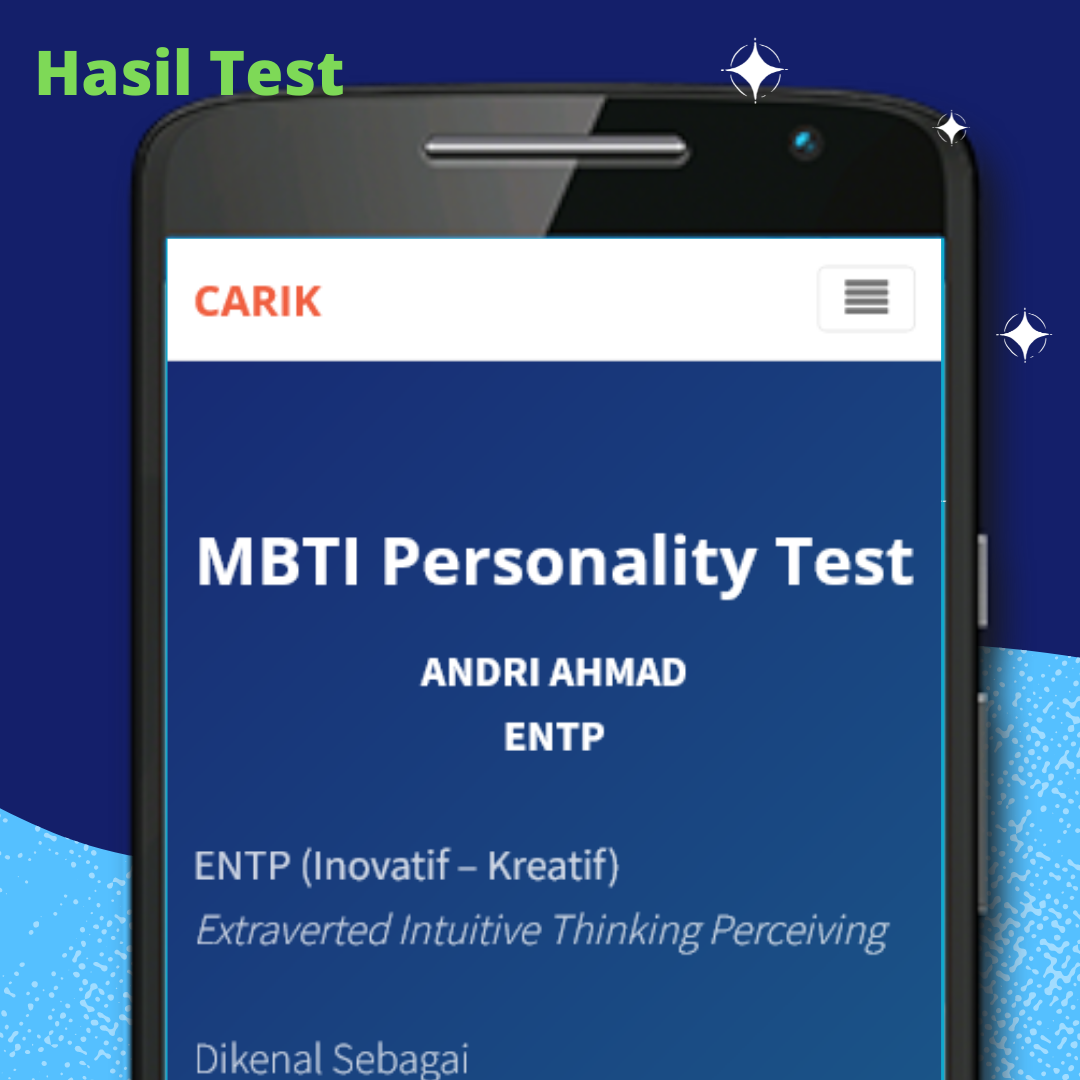 Hasil Test
CARIK
MBTI Personality Test
ANDRI AHMAD
ENTP
ENTP (Inovatif – Kreatif)
Extraverted Intuitive Thinking Perceiving
Dikenal Sebagai